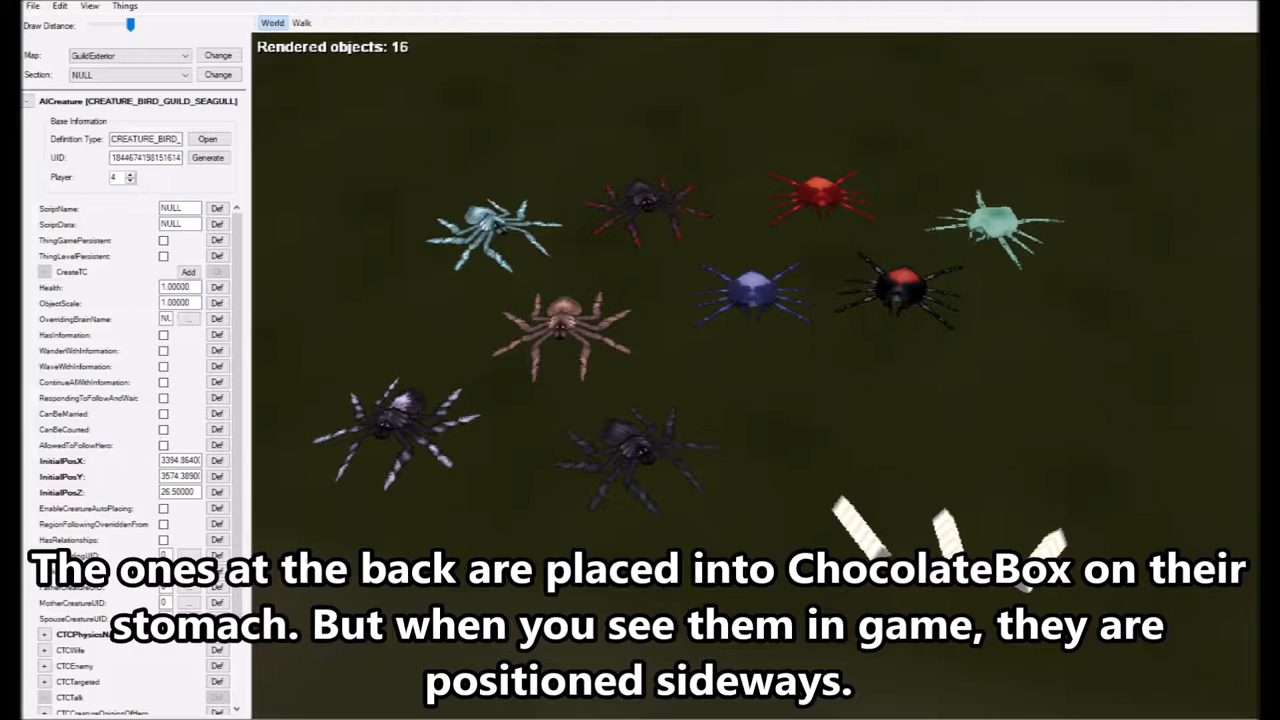 File Edit View Things
Draw Distance:
World Walk
Rendered objects: 16
Map: GuildExterior Change
Section: NULL Change
AICreature [CREATURE_BIRD_GUILD_SEAGULL]
Base Information
Definition Type: CREATURE_BIRD_ Open
UID: 1844674198151614 Generate
Player: 4
ScriptName: NULL Def
ScriptData: NULL Def
ThingGamePersistent: Def
ThingLevelPersistent: Def
CreateTC Add
Health: 1.00000 Def
ObjectScale: 1.00000 Def
OverridingBrainName: NU ... Def
HasInformation: Def
WanderWithInformation: Def
WaveWithInformation: Def
ContinueAIWithInformation: Def
RespondingToFollowAndWait: Def
CanBeMarried: Def
CanBeCourted: Def
AllowedToFollowHero: Def
InitialPosX: 3394.8640 Def
InitialPosY: 3574.3890 Def
InitialPosZ: 26.50000 Def
EnableCreatureAutoPlacing: Def
RegionFollowingOverriddenFrom Def
HasRelationships: Def
The ones at the back are placed into ChocolateBox on their
MotherCreatureUID: 0 ... Def
stomach. But when you see them in game, they are
CTCWife Def
CTCEnemy Def
positioned sideways.
CTCTargeted Def
CTCTalk Def